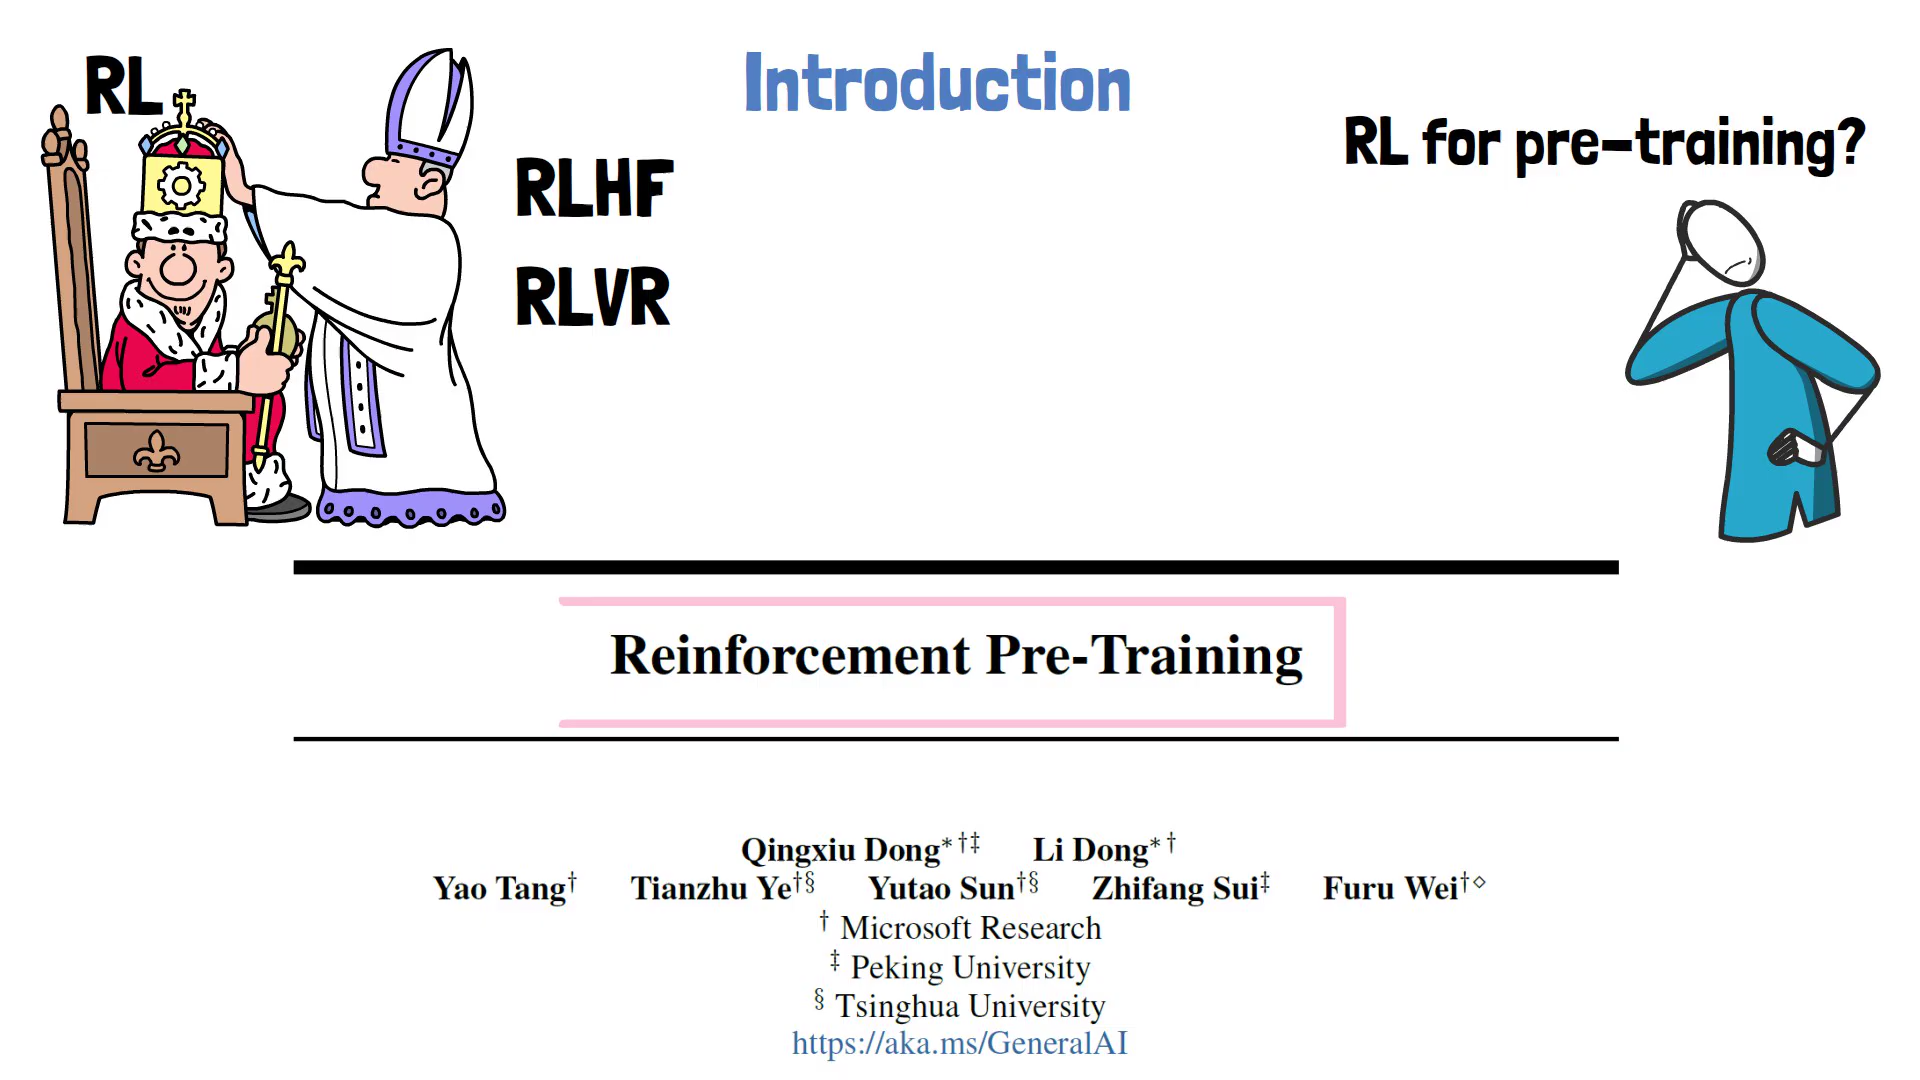 Introduction
RL
RL for pre-training?
RLHF
RLVR
Reinforcement Pre-Training
Qingxiu Dong*†‡ Li Dong*†
Yao Tang† Tianzhu Ye†§ Yutao Sun†§ Zhifang Sui‡ Furu Wei†⋄
† Microsoft Research
‡ Peking University
§ Tsinghua University
https://aka.ms/GeneralAI